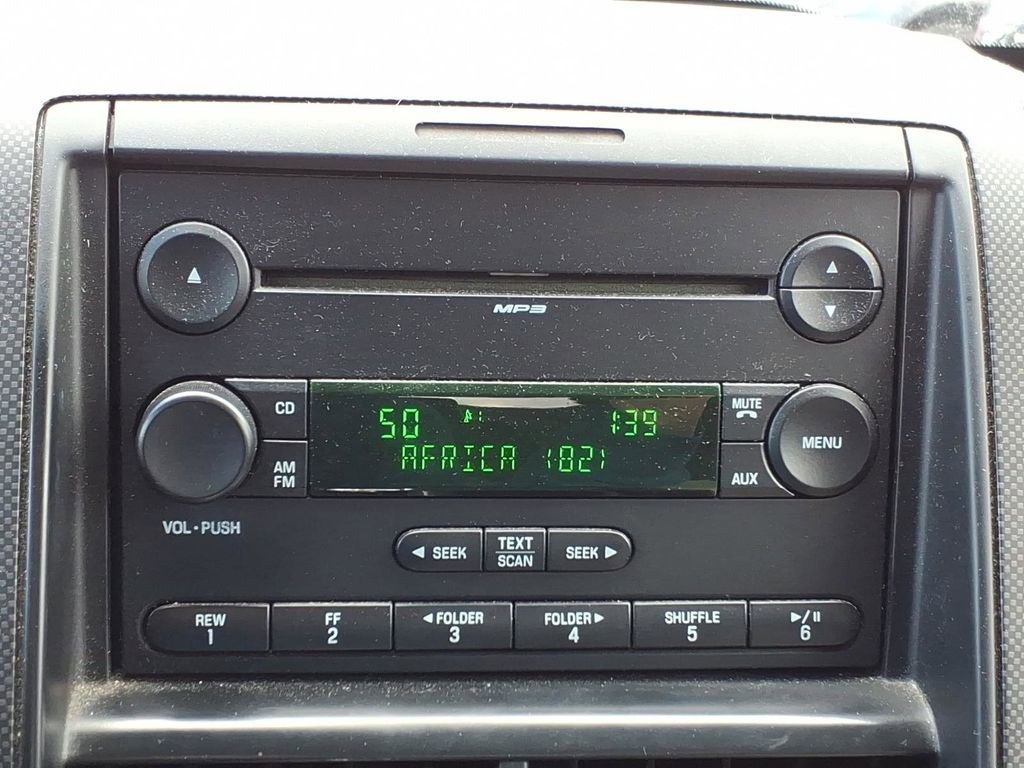 MP3
CD
50 1:39
MUTE
AFRICA (82)
MENU
AM
FM
AUX
VOL • PUSH
◄ SEEK
TEXT
SCAN
SEEK ►
REW
1
FF
2
◄ FOLDER
3
FOLDER ►
4
SHUFFLE
5
►/II
6